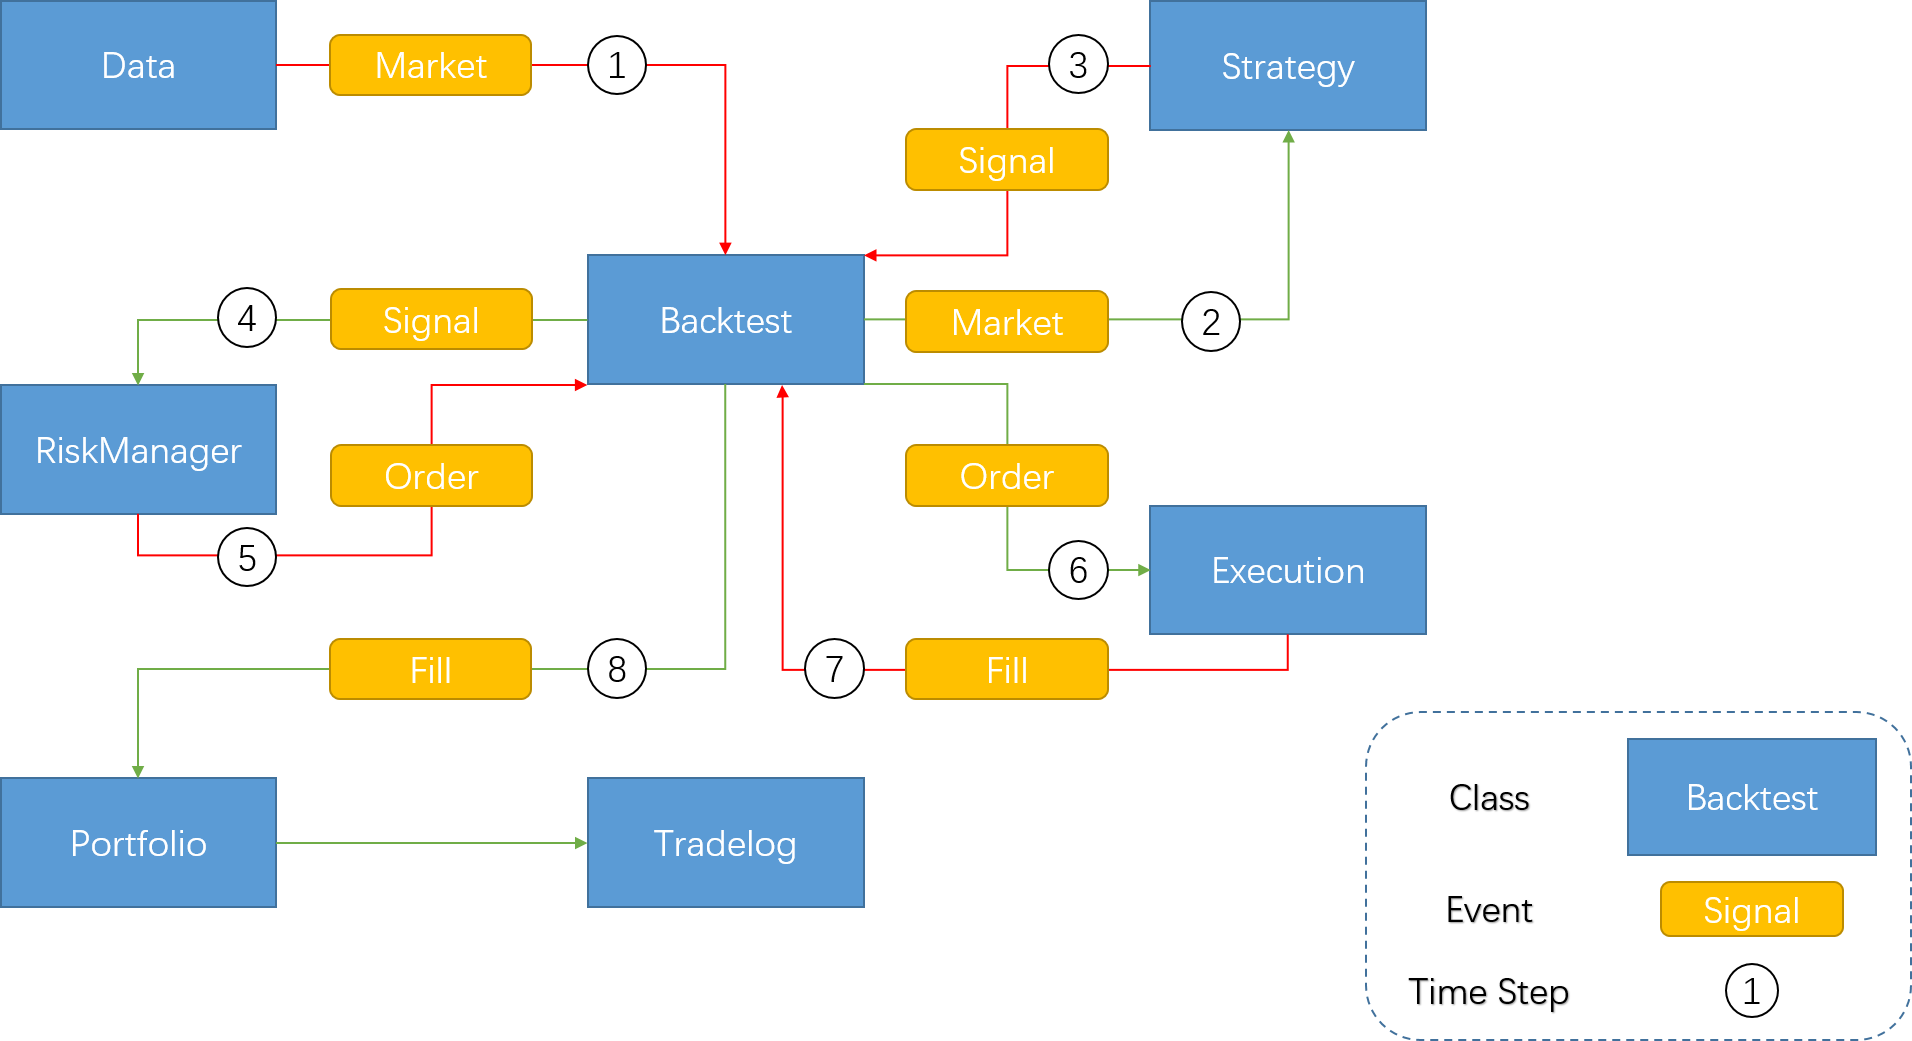 Data
Market
1
3
Strategy
Signal
4
Signal
Backtest
Market
2
RiskManager
Order
Order
5
6
Execution
Fill
8
7
Fill
Portfolio
Tradelog
Class
Backtest
Event
Signal
Time Step
1